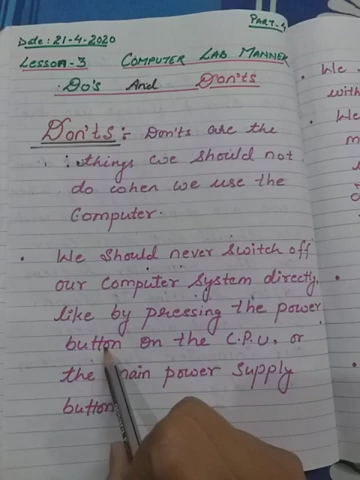 PART-4
Date: 21-4-2020
Lesson-3 COMPUTER LAB MANNER
Do's And Don'ts
Don'ts:- Don'ts are the
things we should not
do when we use the
Computer.
• We should never switch off
our computer system directly,
like by pressing the power
button on the C.P.U. or
the main power supply
button
• We
with
• We